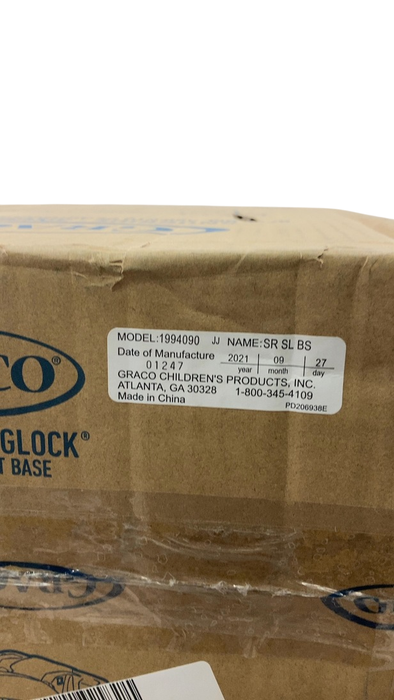 CO®
GLOCK®
T BASE
MODEL:1994090 JJ NAME:SR SL BS
Date of Manufacture 2021 09 27
01247 year month day
GRACO CHILDREN'S PRODUCTS, INC.
ATLANTA, GA 30328 1-800-345-4109
Made in China PD206938E
GRA
G